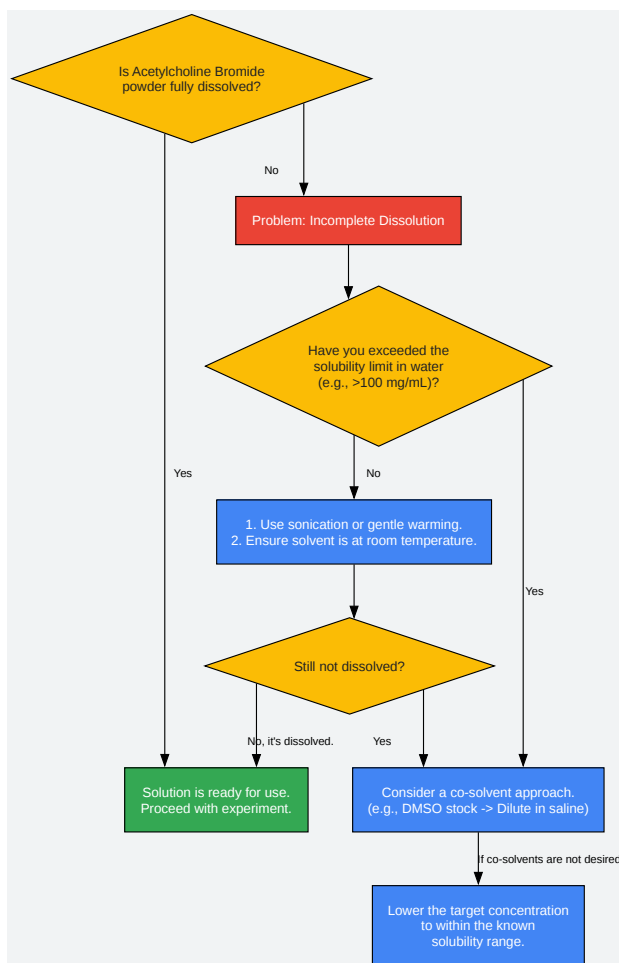 Is Acetylcholine Bromide
powder fully dissolved?
No
Problem: Incomplete Dissolution
Have you exceeded the
solubility limit in water
(e.g., >100 mg/mL)?
Yes
No
1. Use sonication or gentle warming.
2. Ensure solvent is at room temperature.
Yes
Still not dissolved?
No, it's dissolved.
Yes
Solution is ready for use.
Proceed with experiment.
Consider a co-solvent approach.
(e.g., DMSO stock -> Dilute in saline)
If co-solvents are not desired
Lower the target concentration
to within the known
solubility range.